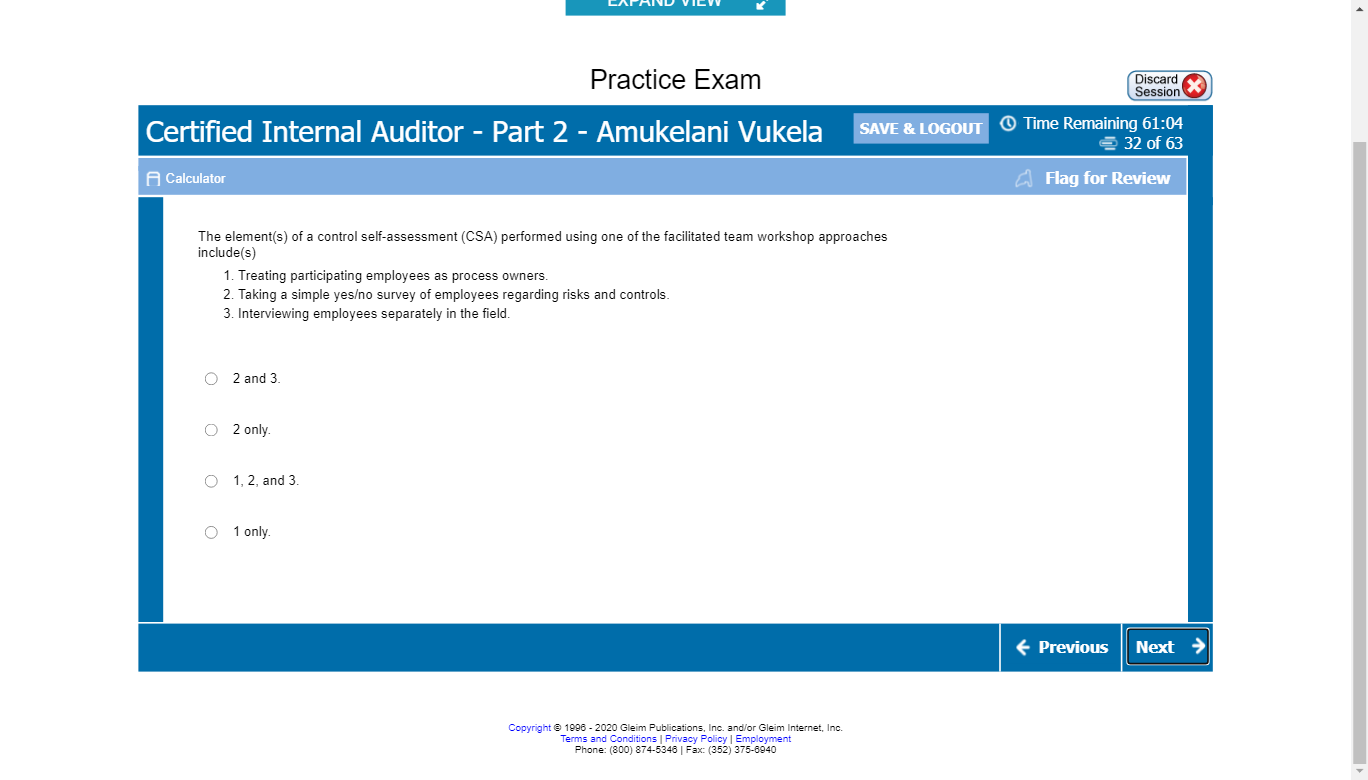 EXPAND VIEW
Practice Exam
Discard
Session
Certified Internal Auditor - Part 2 - Amukelani Vukela
SAVE & LOGOUT
Time Remaining 61:04
32 of 63
Calculator
Flag for Review
The element(s) of a control self-assessment (CSA) performed using one of the facilitated team workshop approaches
include(s)
1. Treating participating employees as process owners.
2. Taking a simple yes/no survey of employees regarding risks and controls.
3. Interviewing employees separately in the field.
2 and 3.
2 only.
1, 2, and 3.
1 only.
Previous
Next
Copyright © 1996 - 2020 Gleim Publications, Inc. and/or Gleim Internet, Inc.
Terms and Conditions | Privacy Policy | Employment
Phone: (800) 874-5346 | Fax: (352) 375-6940